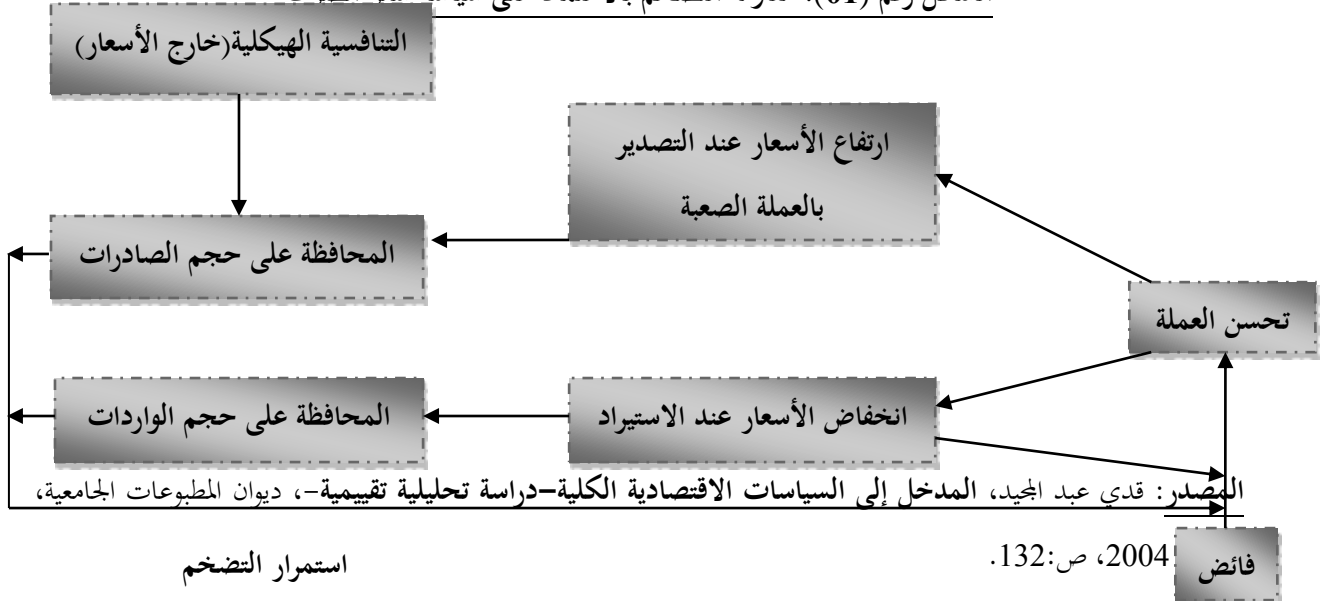 التنافسية الهيكلية(خارج الأسعار)
ارتفاع الأسعار عند التصدير
بالعملة الصعبة
المحافظة على حجم الصادرات
تحسن العملة
انخفاض الأسعار عند الاستيراد
المحافظة على حجم الواردات
المصدر: قدي عبد المجيد، المدخل إلى السياسات الاقتصادية الكلية–دراسة تحليلية تقييمية–، ديوان المطبوعات الجامعية،
2004، ص:132.
فائض
استمرار التضخم